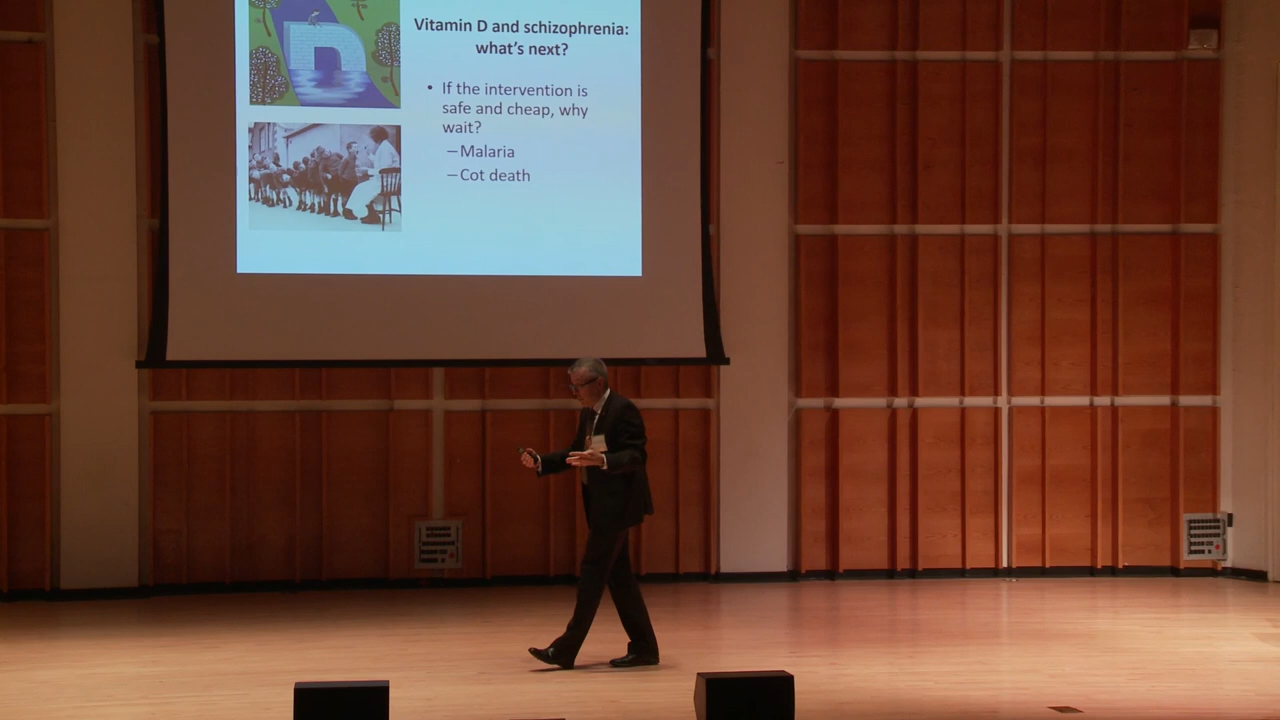 Vitamin D and schizophrenia:
what's next?
• If the intervention is
safe and cheap, why
wait?
–Malaria
–Cot death